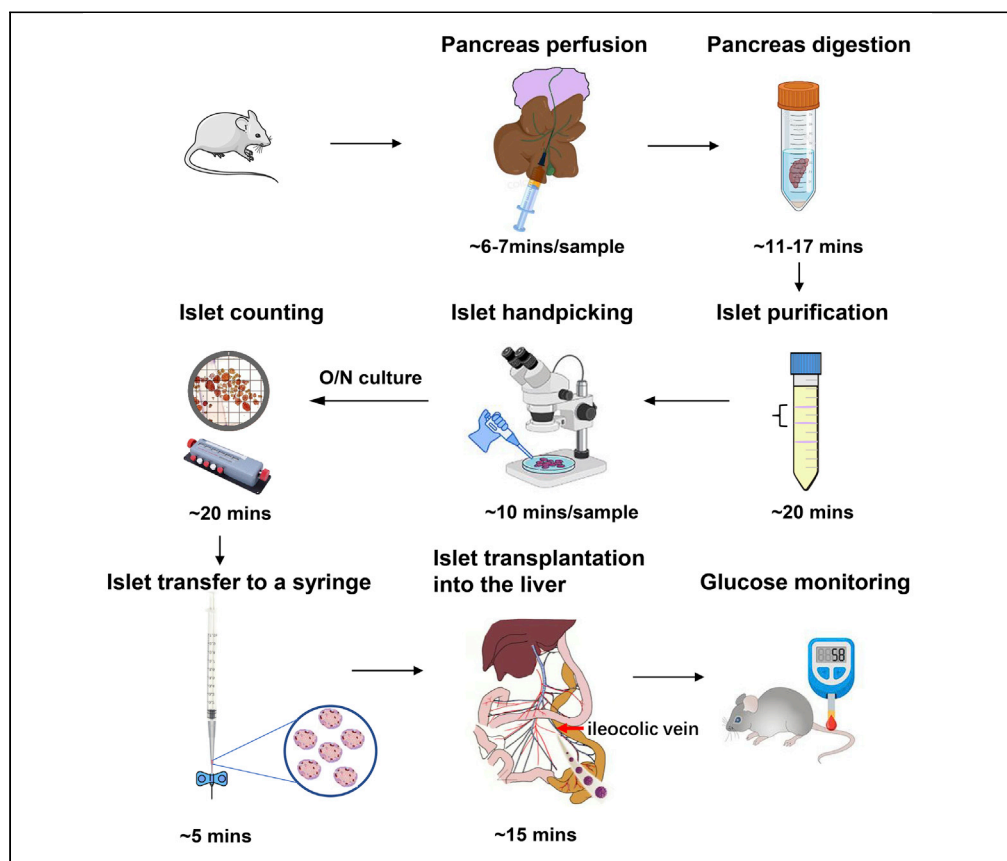 Pancreas perfusion
Pancreas digestion
~6-7mins/sample
~11-17 mins
Islet counting
Islet handpicking
Islet purification
O/N culture
~20 mins
~10 mins/sample
~20 mins
Islet transfer to a syringe
Islet transplantation
into the liver
Glucose monitoring
58
ileocolic vein
~5 mins
~15 mins